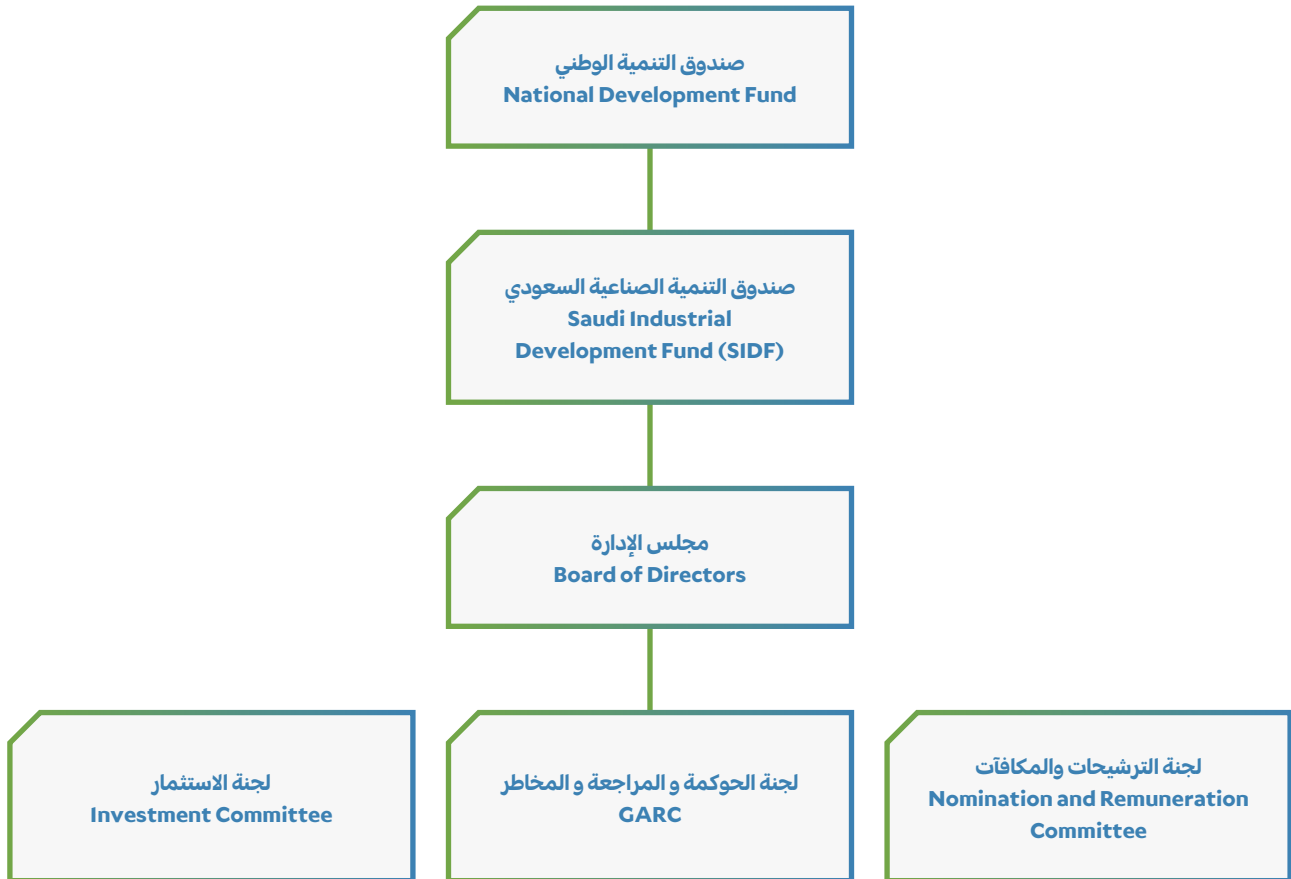 صندوق التنمية الوطني
National Development Fund
صندوق التنمية الصناعية السعودي
Saudi Industrial
Development Fund (SIDF)
مجلس الإدارة
Board of Directors
لجنة الاستثمار
Investment Committee
لجنة الحوكمة و المراجعة و المخاطر
GARC
لجنة الترشيحات والمكافآت
Nomination and Remuneration
Committee